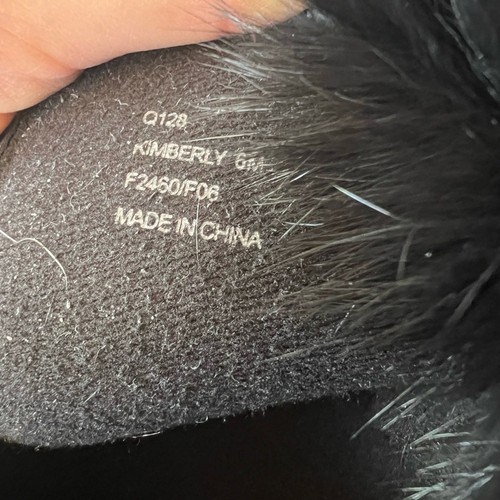 Q128
KIMBERLY 6M
F2460/F06
MADE IN CHINA